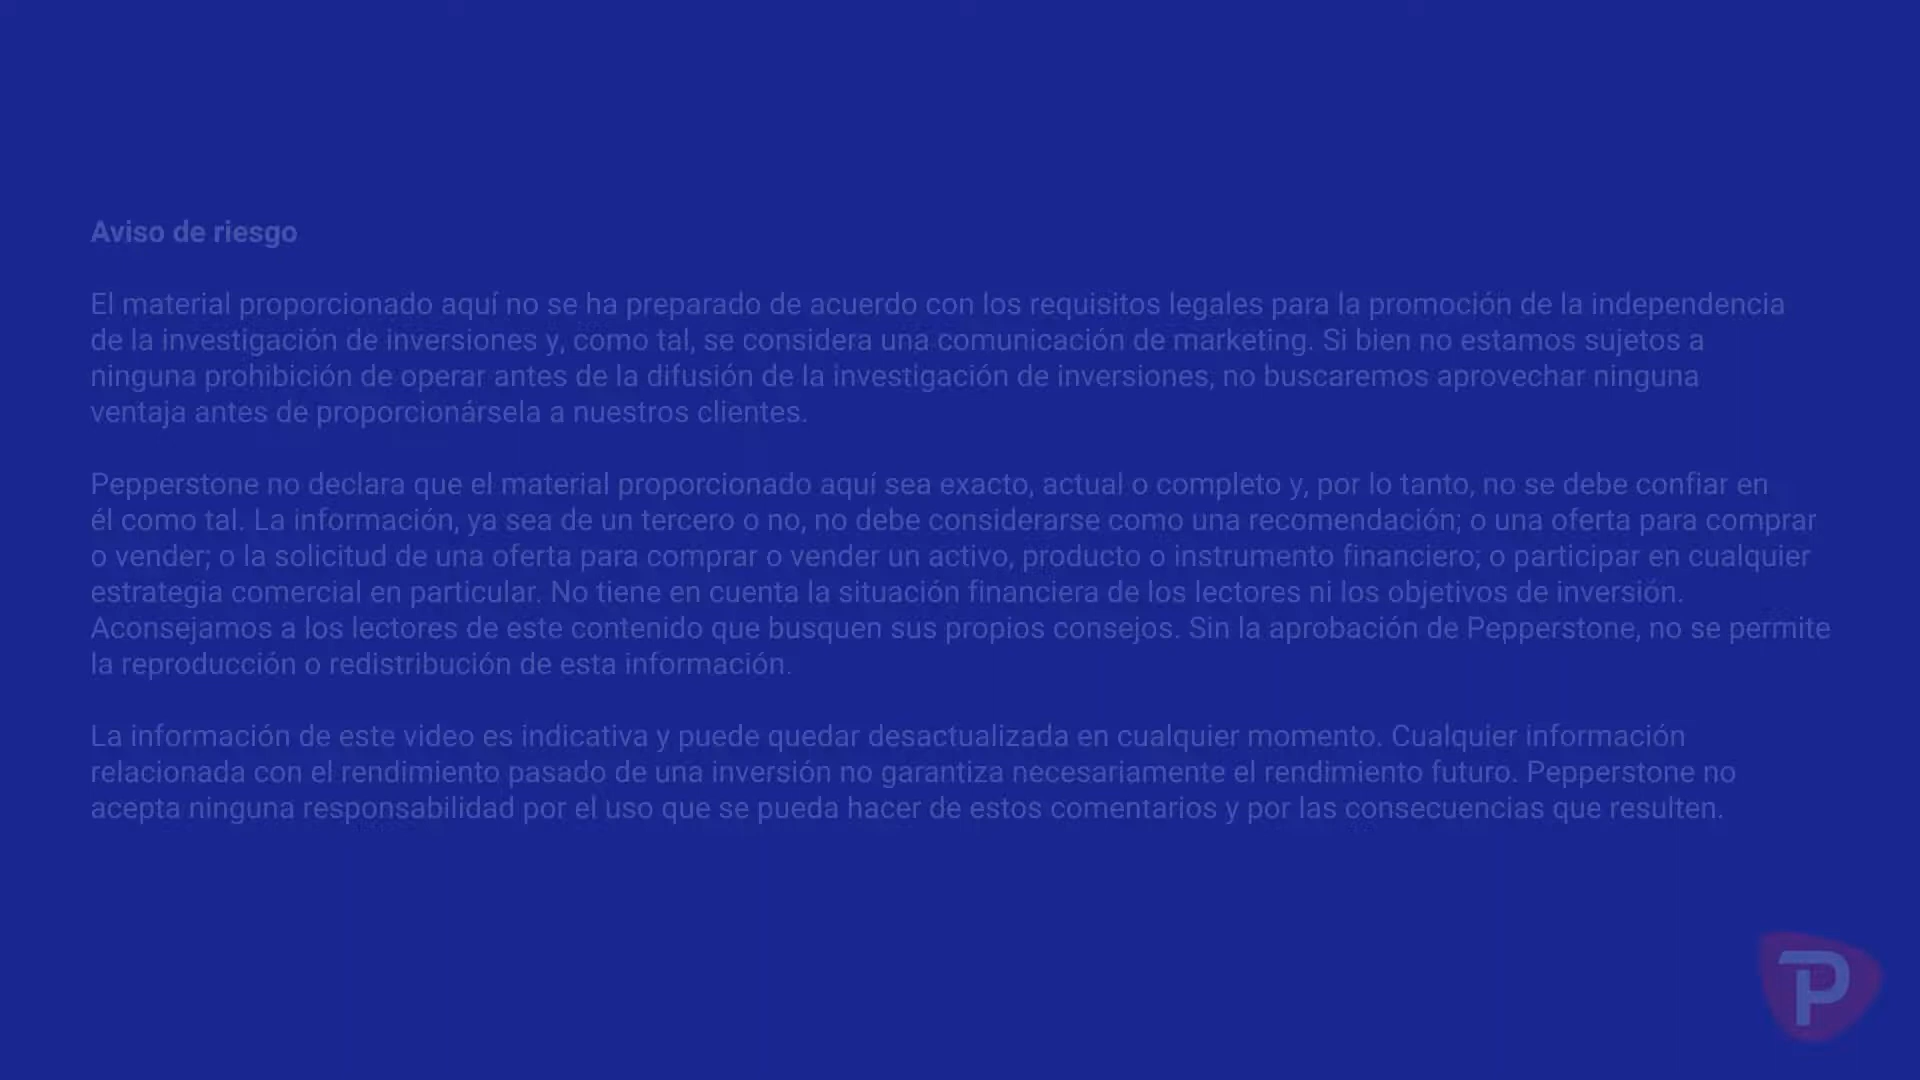 Aviso de riesgo
El material proporcionado aquí no se ha preparado de acuerdo con los requisitos legales para la promoción de la independencia
de la investigación de inversiones y, como tal, se considera una comunicación de marketing. Si bien no estamos sujetos a
ninguna prohibición de operar antes de la difusión de la investigación de inversiones, no buscaremos aprovechar ninguna
ventaja antes de proporcionársela a nuestros clientes.
Pepperstone no declara que el material proporcionado aquí sea exacto, actual o completo y, por lo tanto, no se debe confiar en
él como tal. La información, ya sea de un tercero o no, no debe considerarse como una recomendación; o una oferta para comprar
o vender; o la solicitud de una oferta para comprar o vender un activo, producto o instrumento financiero; o participar en cualquier
estrategia comercial en particular. No tiene en cuenta la situación financiera de los lectores ni los objetivos de inversión.
Aconsejamos a los lectores de este contenido que busquen sus propios consejos. Sin la aprobación de Pepperstone, no se permite
la reproducción o redistribución de esta información.
La información de este video es indicativa y puede quedar desactualizada en cualquier momento. Cualquier información
relacionada con el rendimiento pasado de una inversión no garantiza necesariamente el rendimiento futuro. Pepperstone no
acepta ninguna responsabilidad por el uso que se pueda hacer de estos comentarios y por las consecuencias que resulten.
P